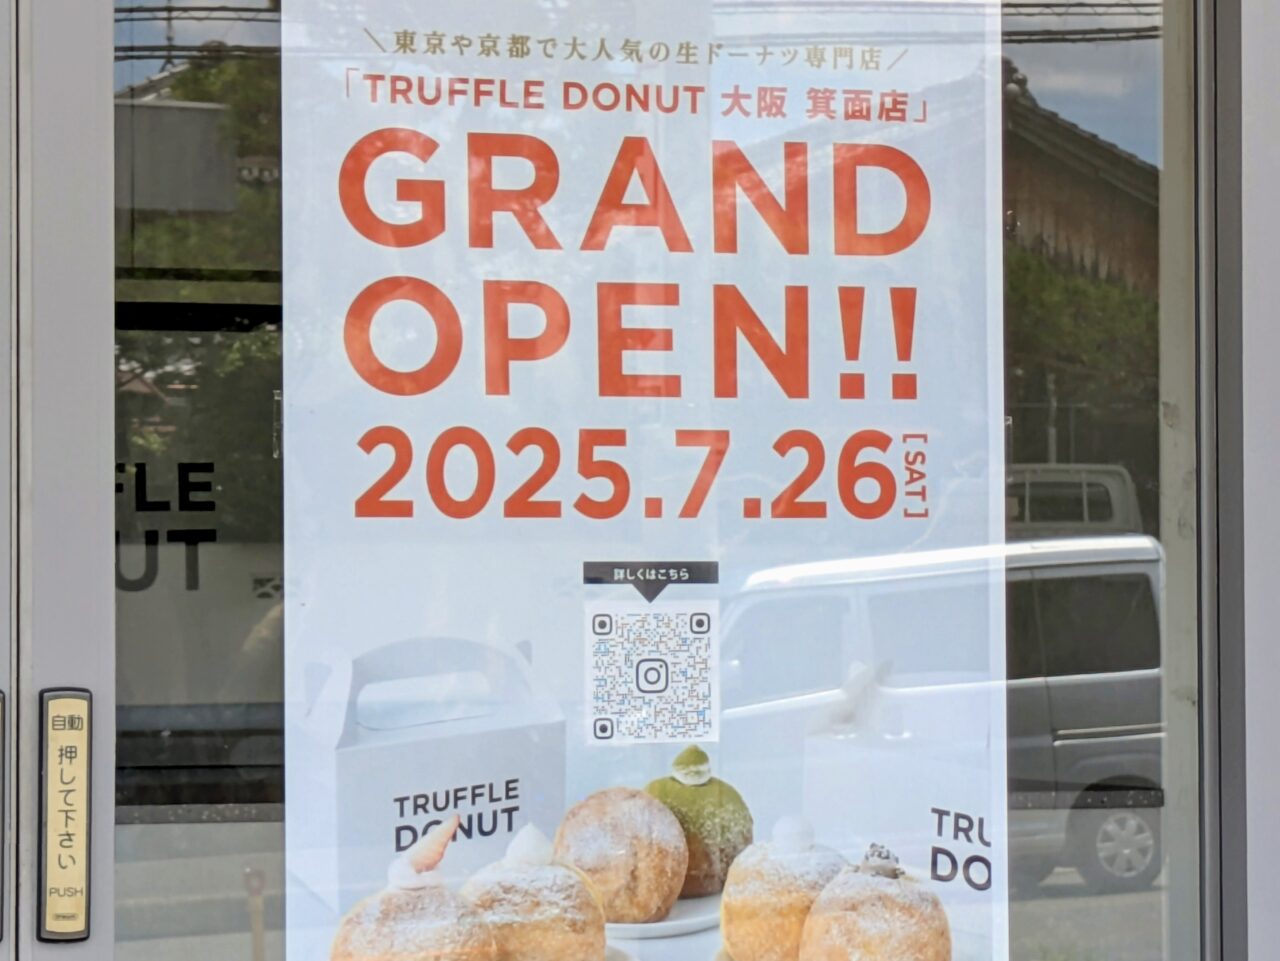 ＼東京や京都で大人気の生ドーナツ専門店／
「TRUFFLE DONUT 大阪 箕面店」
GRAND
OPEN!!
2025.7.26 [SAT]
詳しくはこちら
FLE
UT
TRUFFLE
DONUT
TRU
DO
自動
押して下さい
PUSH